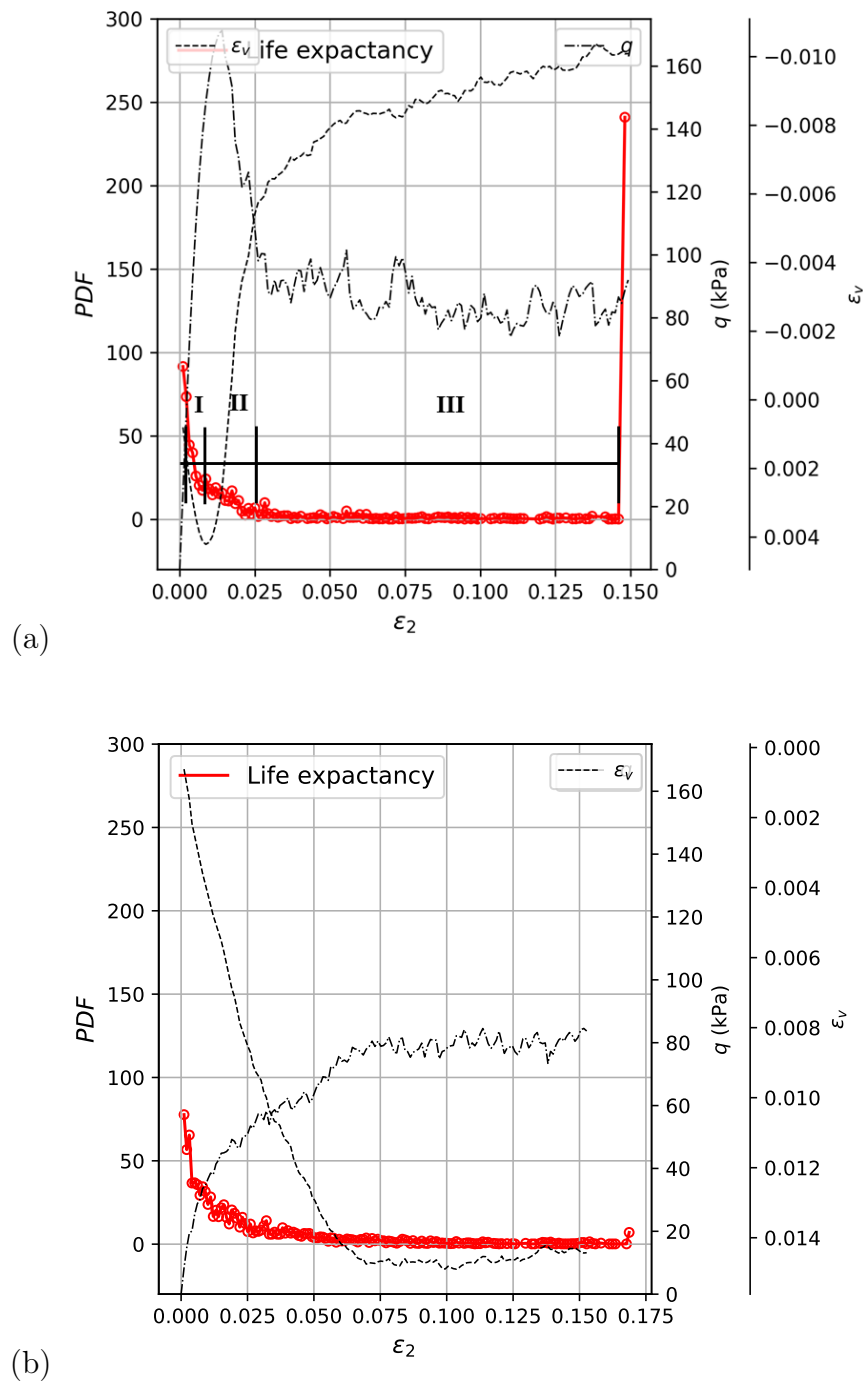 300
250
200
150
100
50
0
PDF
εᵥ
Life expactancy
q
I
II
III
160
140
120
100
80
60
40
20
0
q (kPa)
−0.010
−0.008
−0.006
−0.004
−0.002
0.000
0.002
0.004
εᵥ
0.000 0.025 0.050 0.075 0.100 0.125 0.150
ε₂
(a)
300
250
200
150
100
50
0
PDF
Life expactancy
εᵥ
160
140
120
100
80
60
40
20
0
q (kPa)
0.000
0.002
0.004
0.006
0.008
0.010
0.012
0.014
εᵥ
0.000 0.025 0.050 0.075 0.100 0.125 0.150 0.175
ε₂
(b)